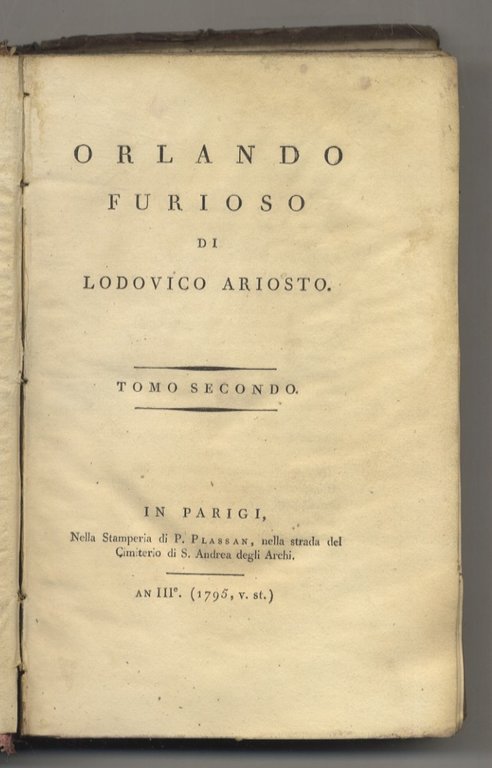 ORLANDO
FURIOSO
DI
LODOVICO ARIOSTO.
TOMO SECONDO.
IN PARIGI,
Nella Stamperia di P. PLASSAN, nella strada del
Cimiterio di S. Andrea degli Archi.
AN IIIᵉ. (1795, v. st.)